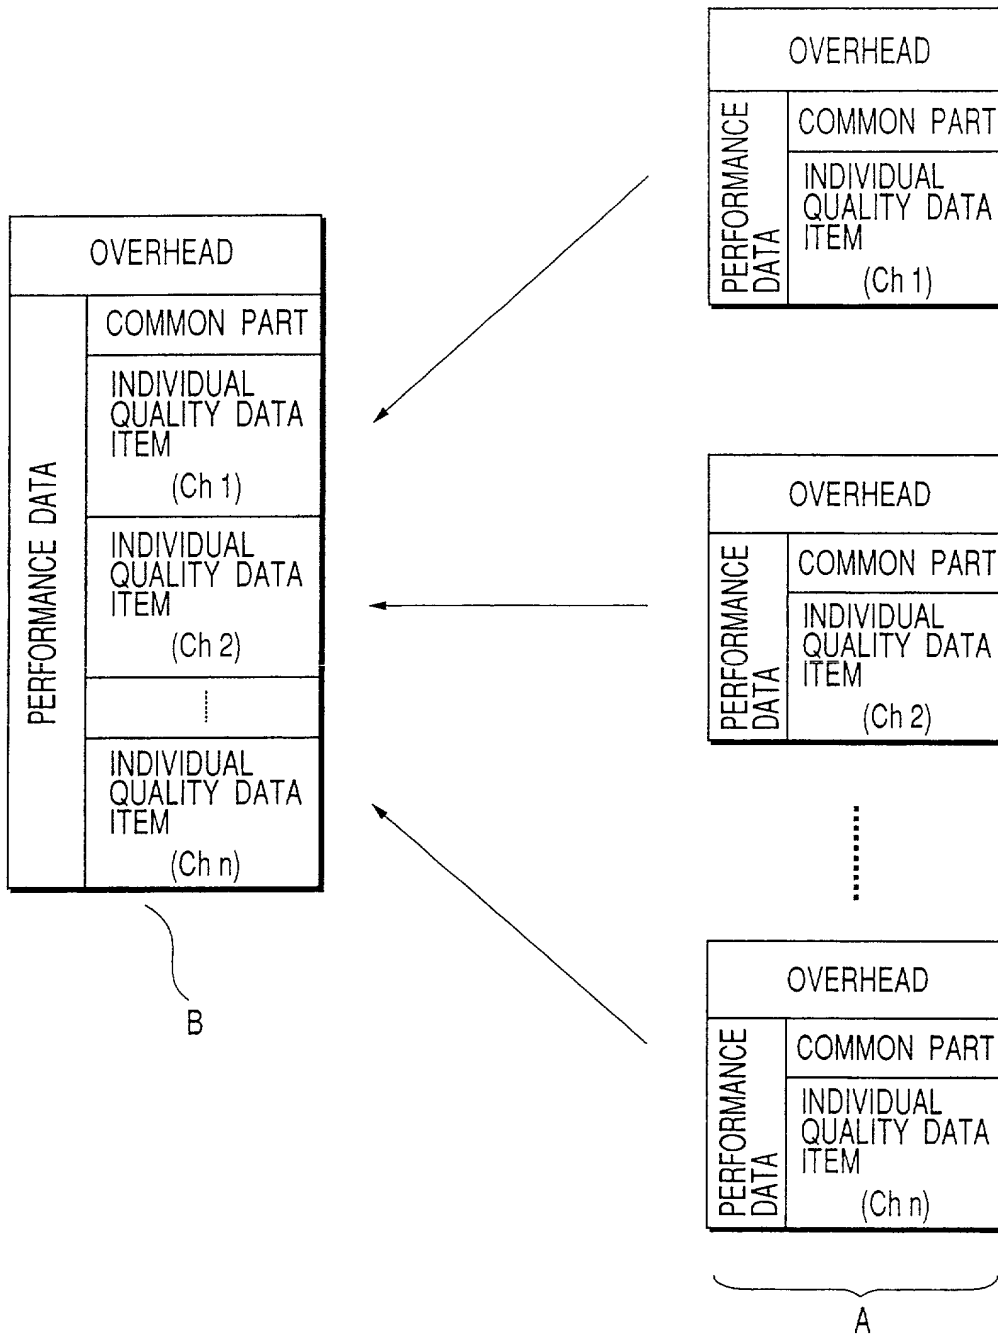 OVERHEAD
PERFORMANCE DATA
COMMON PART
INDIVIDUAL
QUALITY DATA
ITEM
(Ch 1)
INDIVIDUAL
QUALITY DATA
ITEM
(Ch 2)
INDIVIDUAL
QUALITY DATA
ITEM
(Ch n)
B
OVERHEAD
PERFORMANCE
DATA
COMMON PART
INDIVIDUAL
QUALITY DATA
ITEM
(Ch 1)
OVERHEAD
PERFORMANCE
DATA
COMMON PART
INDIVIDUAL
QUALITY DATA
ITEM
(Ch 2)
OVERHEAD
PERFORMANCE
DATA
COMMON PART
INDIVIDUAL
QUALITY DATA
ITEM
(Ch n)
A